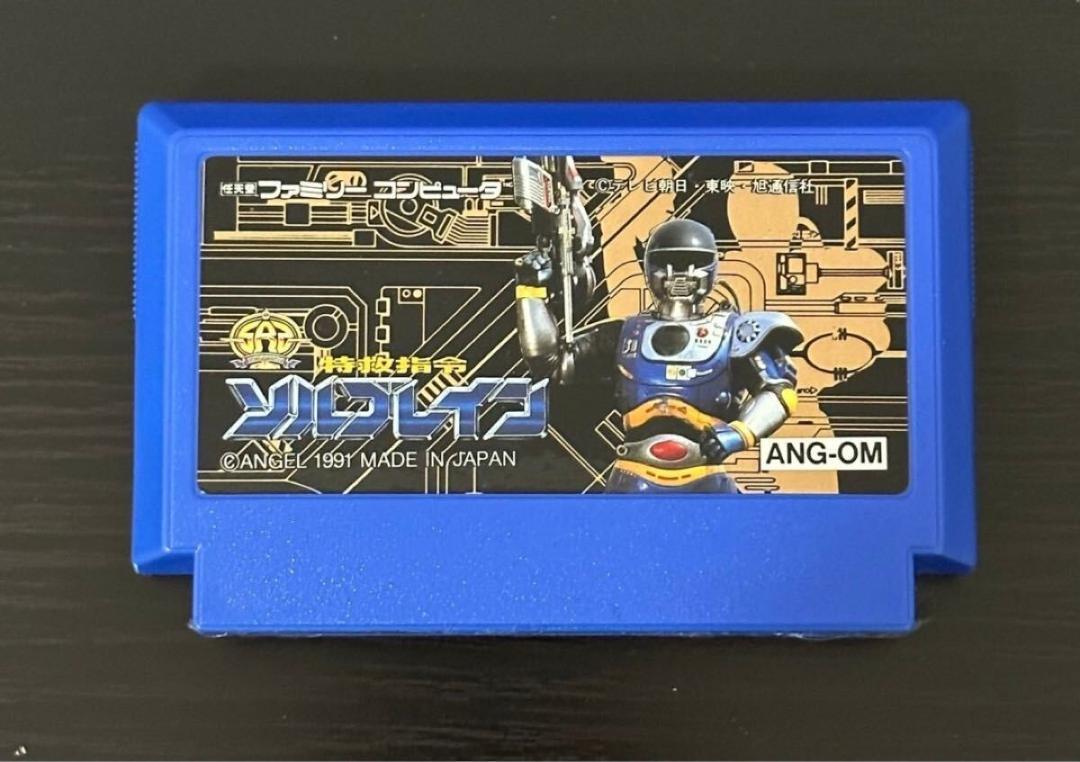 任天堂 ファミリー コンピュータ™
©テレビ朝日・東映・旭通信社
特救指令
ソルブレイン
©ANGEL 1991 MADE IN JAPAN
ANG-OM